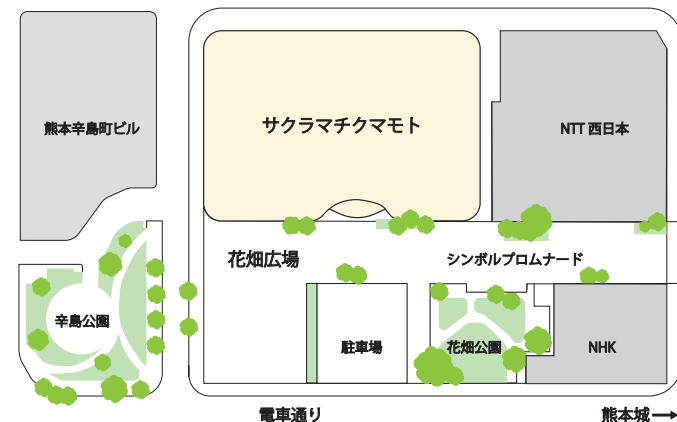 サクラマチクマモト
熊本辛島町ビル
NTT 西日本
花畑広場
シンボルプロムナード
辛島公園
駐車場
花畑公園
NHK
電車通り
熊本城→